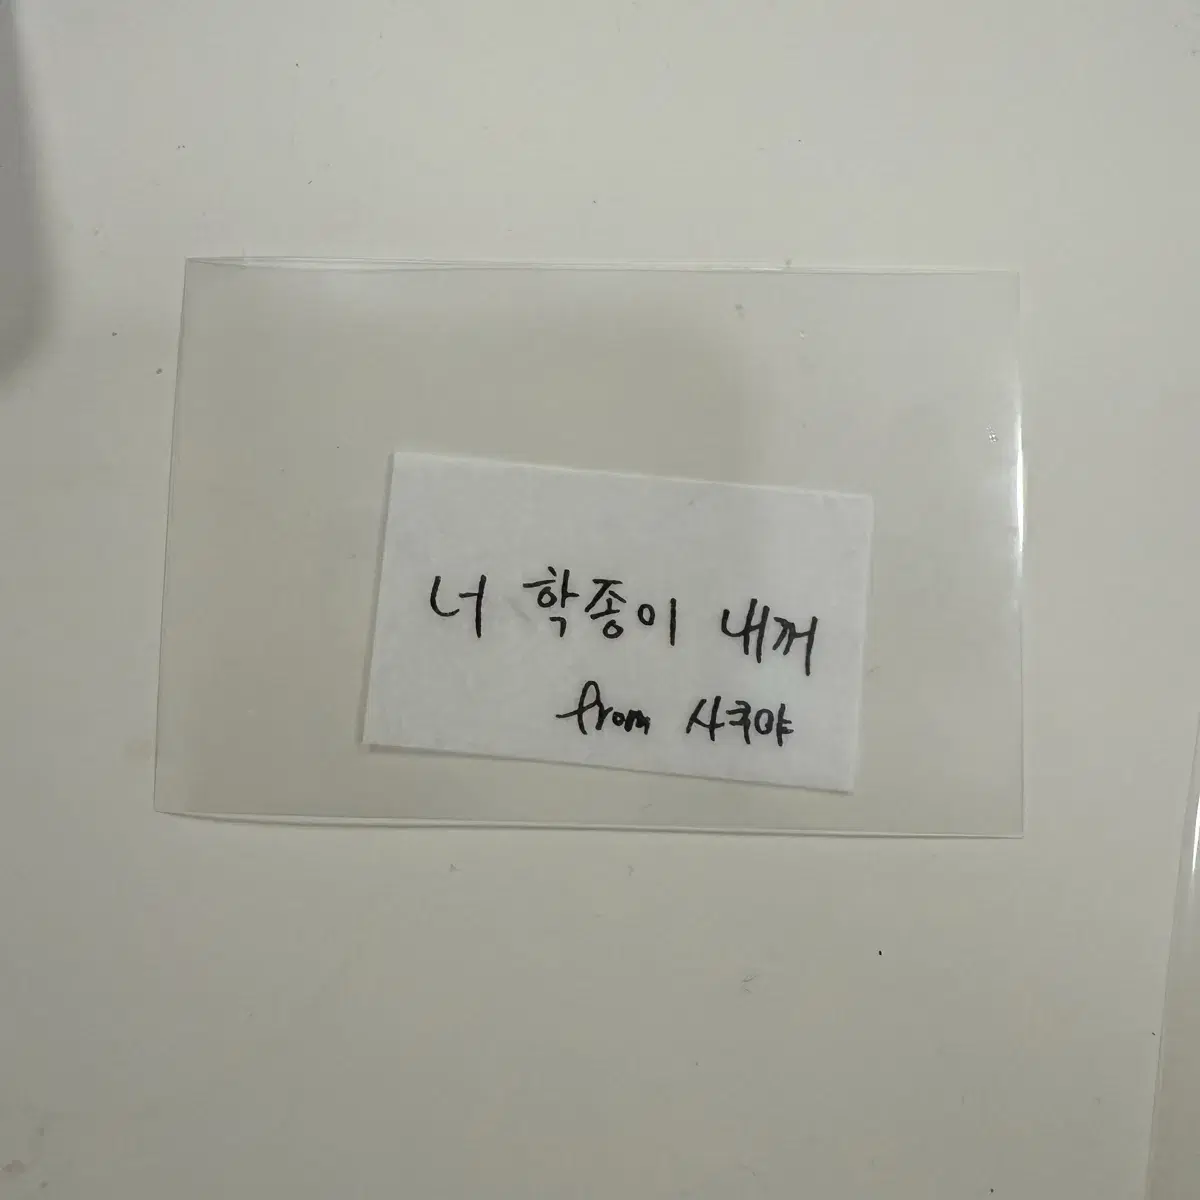 너 학종이 내꺼
from 사쿠야